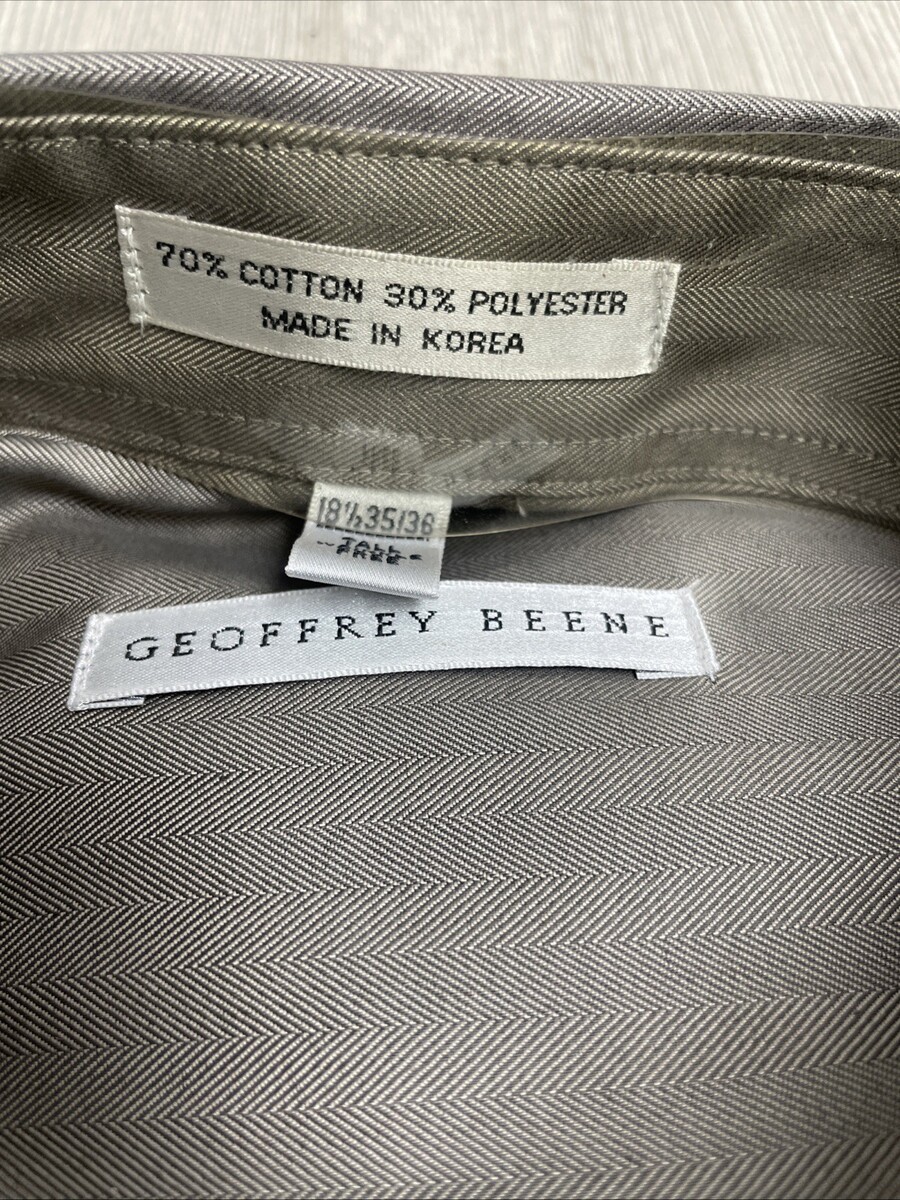 70% COTTON 30% POLYESTER
MADE IN KOREA
18½ 35/36
TALL
GEOFFREY BEENE